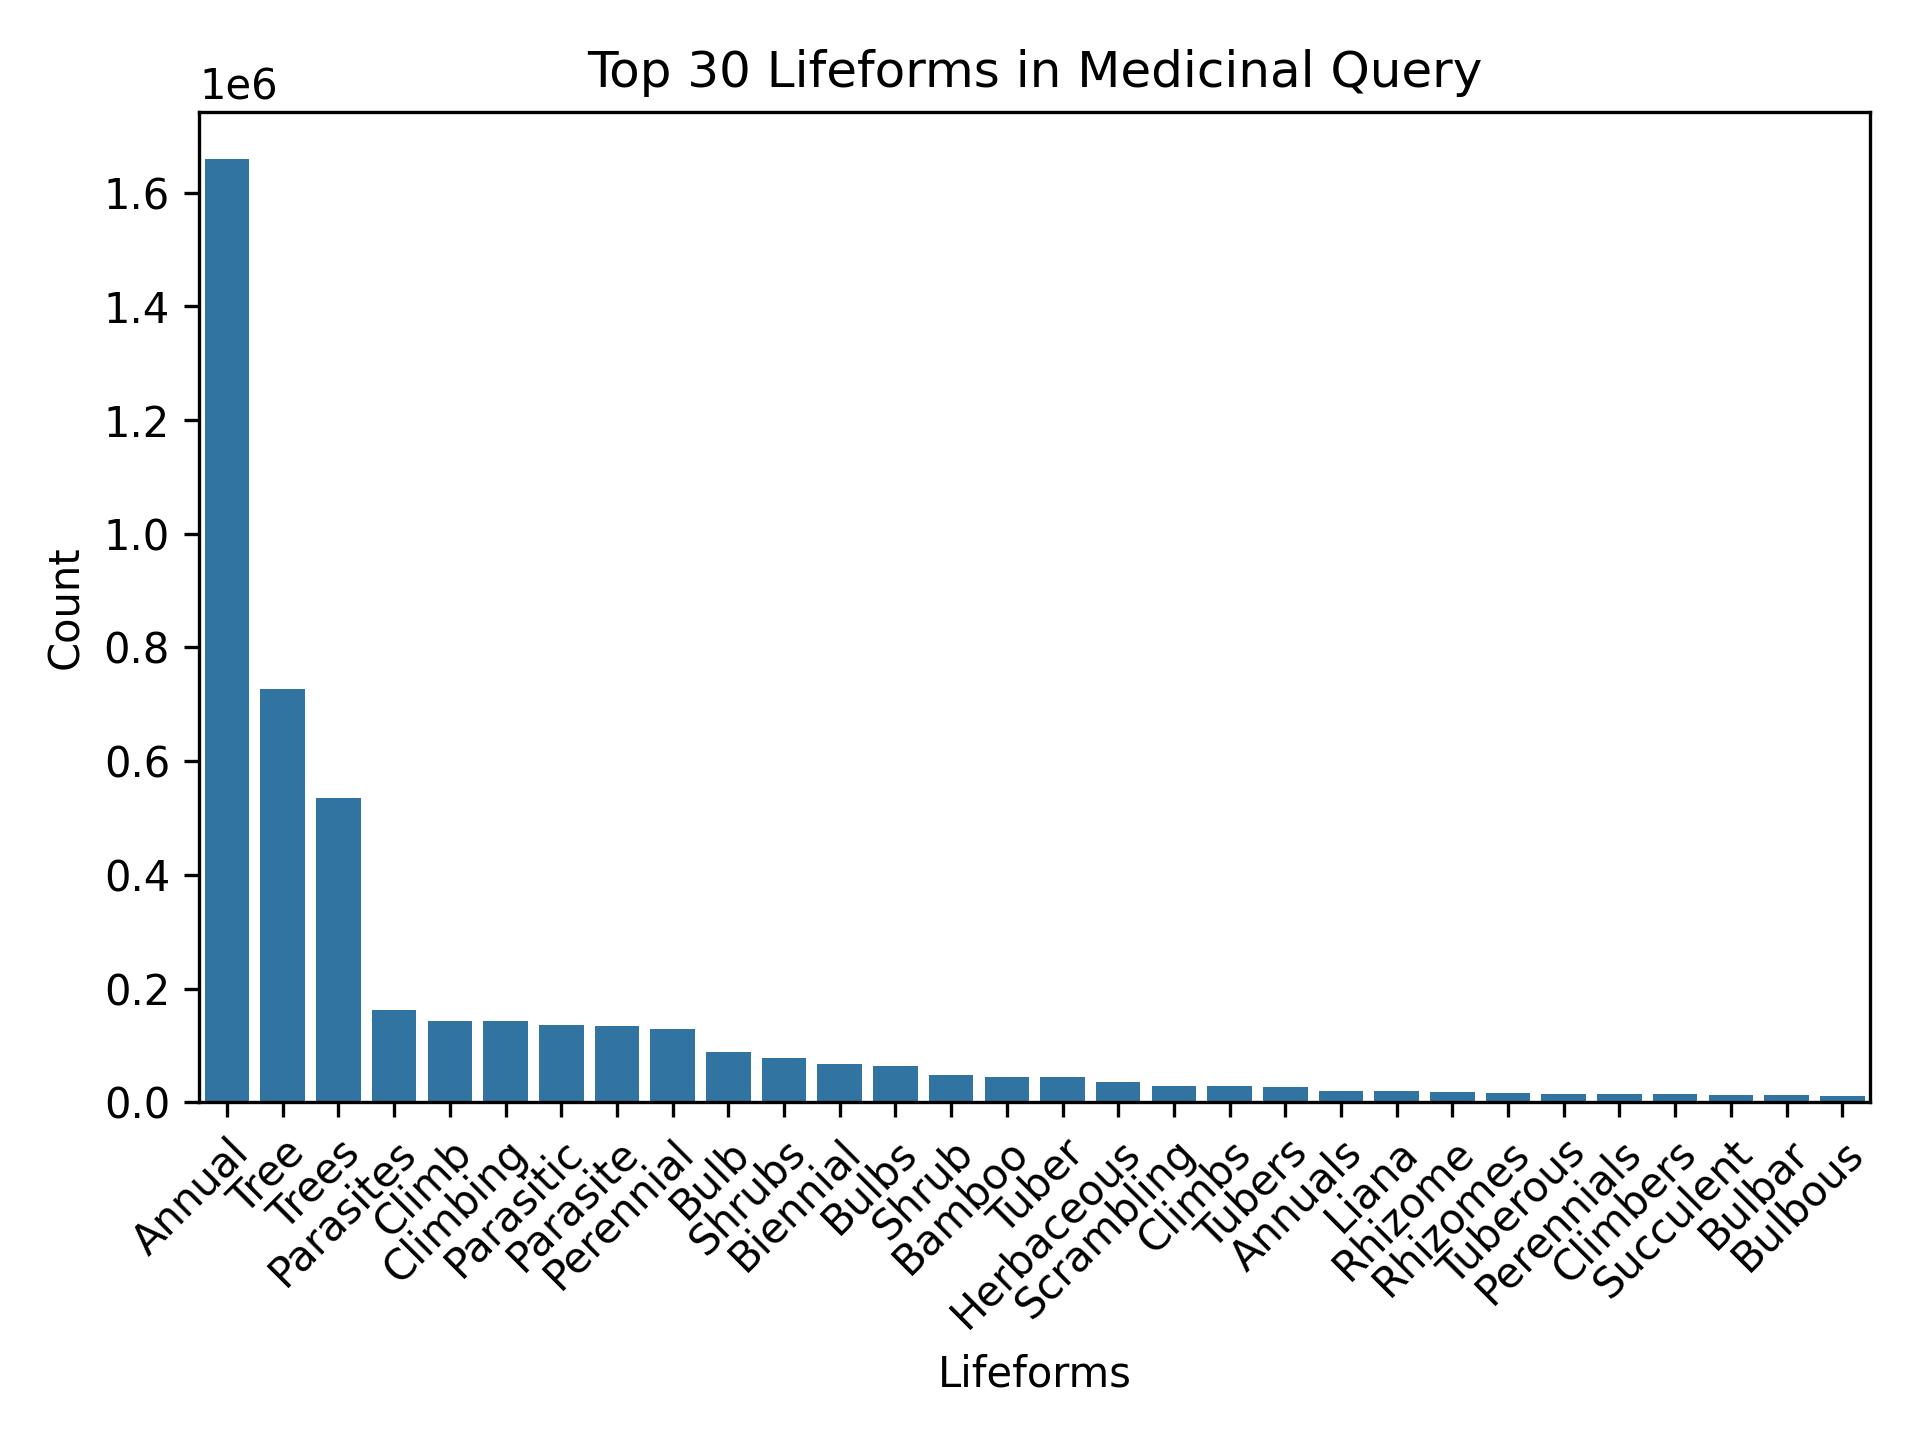 Top 30 Lifeforms in Medicinal Query
1e6
1.6
1.4
1.2
1.0
0.8
0.6
0.4
0.2
0.0
Count
Annual
Tree
Trees
Parasites
Climb
Climbing
Parasitic
Parasite
Perennial
Bulb
Shrubs
Biennial
Bulbs
Shrub
Bamboo
Tuber
Herbaceous
Scrambling
Climbs
Tubers
Annuals
Liana
Rhizome
Rhizomes
Tuberous
Perennials
Climbers
Succulent
Bulbar
Bulbous
Lifeforms